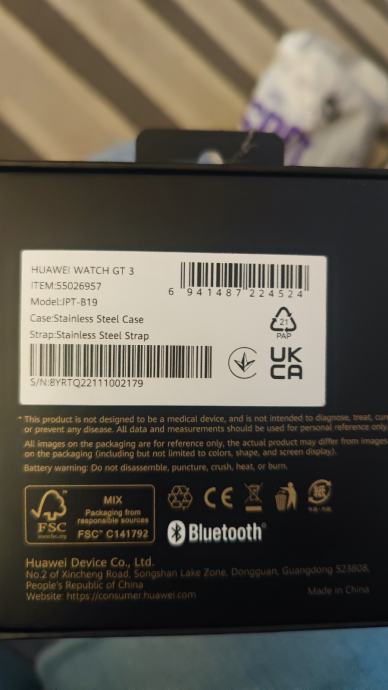 HUAWEI WATCH GT 3
ITEM:55026957
Model:JPT-B19
Case:Stainless Steel Case
Strap:Stainless Steel Strap
6 941487 224524
21
PAP
UK
CA
S/N:8YRTQ22111002179
* This product is not designed to be a medical device, and is not intended to diagnose, treat, cure
or prevent any disease. All data and measurements should be used for personal reference only.
All images on the packaging are for reference only, the actual product may differ from images
on the packaging (including but not limited to colors, shape, and screen display).
Battery warning: Do not disassemble, puncture, crush, heat, or burn.
FSC
www.fsc.org
MIX
Packaging from
responsible sources
FSC® C141792
CE
Bluetooth®
Huawei Device Co., Ltd.
No.2 of Xincheng Road, Songshan Lake Zone, Dongguan, Guangdong 523808,
People's Republic of China
Website: https://consumer.huawei.com
Made in China